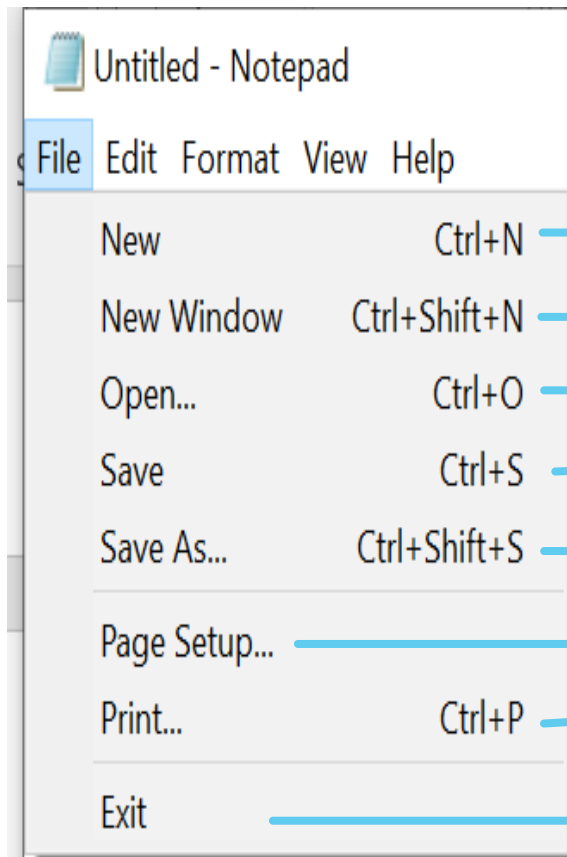 Untitled - Notepad
File Edit Format View Help
New Ctrl+N
New Window Ctrl+Shift+N
Open... Ctrl+O
Save Ctrl+S
Save As... Ctrl+Shift+S
Page Setup...
Print... Ctrl+P
Exit